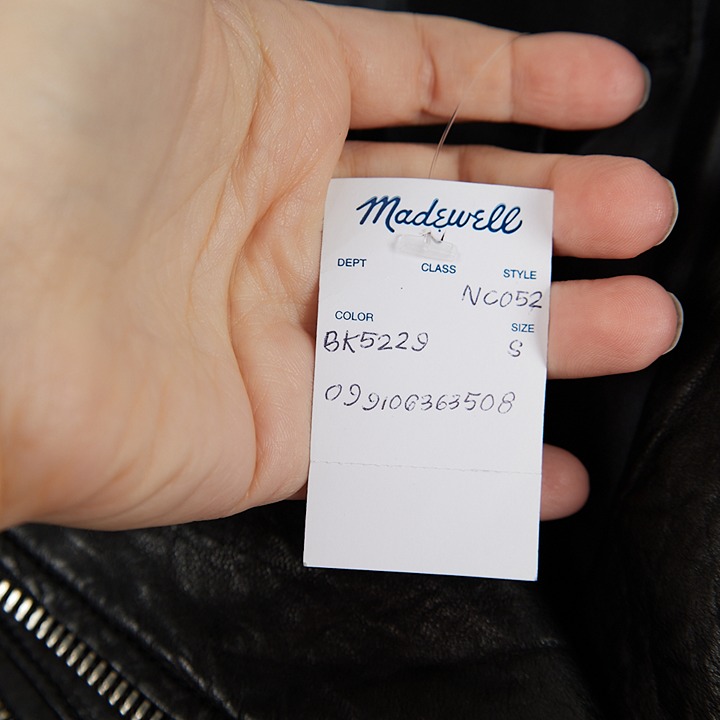 Madewell
DEPT CLASS STYLE
NC052
COLOR SIZE
BK5229 S
099106363508